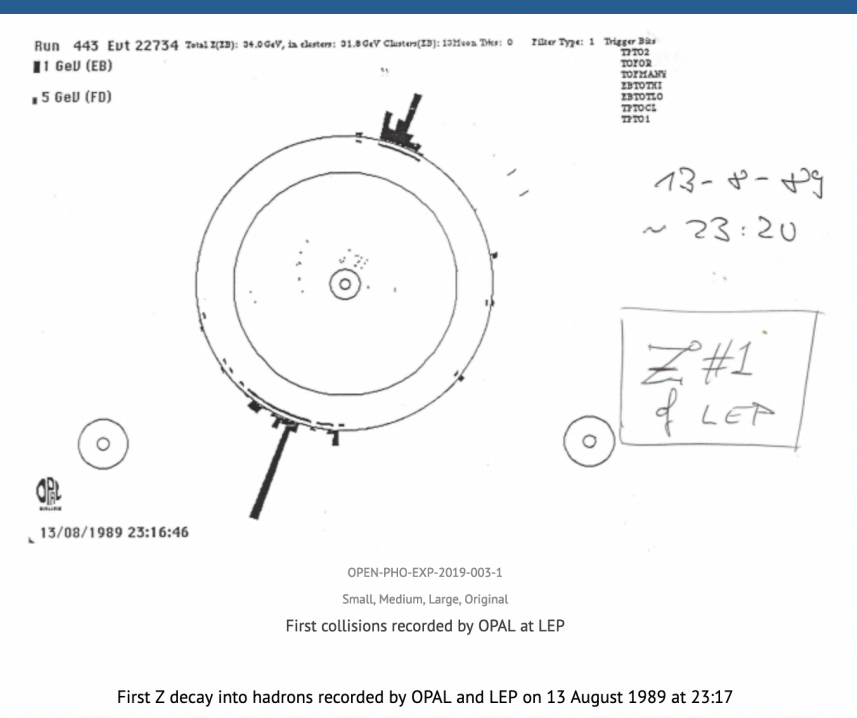 Run 443 Evt 22734 Total E(EB): 34.0GeV, in clusters: 31.8GeV Clusters(EB): 13Muon Trks: 0 Filter Type: 1 Trigger Bits
1 GeV (EB)
5 GeV (FD)
TPTO2
TOFOR
TOFMANY
EBTOTHI
EBTOTLO
TPTOCL
TPTO1
13-8-89
~ 23:20
Z° #1
of LEP
OPAL
13/08/1989 23:16:46
OPEN-PHO-EXP-2019-003-1
Small, Medium, Large, Original
First collisions recorded by OPAL at LEP
First Z decay into hadrons recorded by OPAL and LEP on 13 August 1989 at 23:17